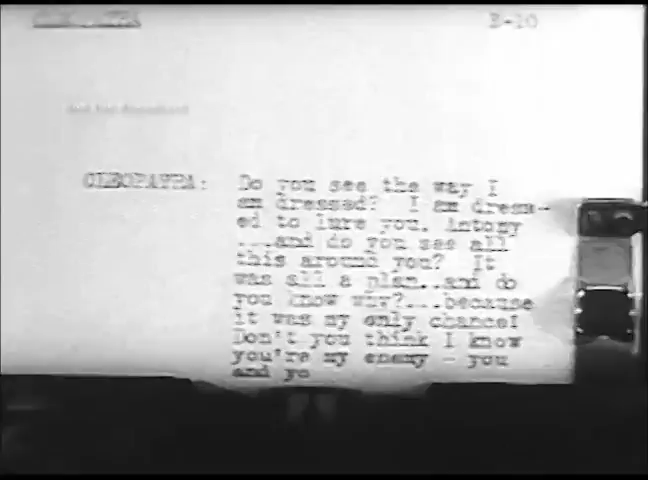 E-10
CLEOPATRA: Do you see the way I
am dressed? I am dress-
ed to lure you, Antony
...and do you see all
this around you? It
was all a plan..and do
you know why?...because
it was my only chance!
Don't you think I know
you're my enemy - you
and yo